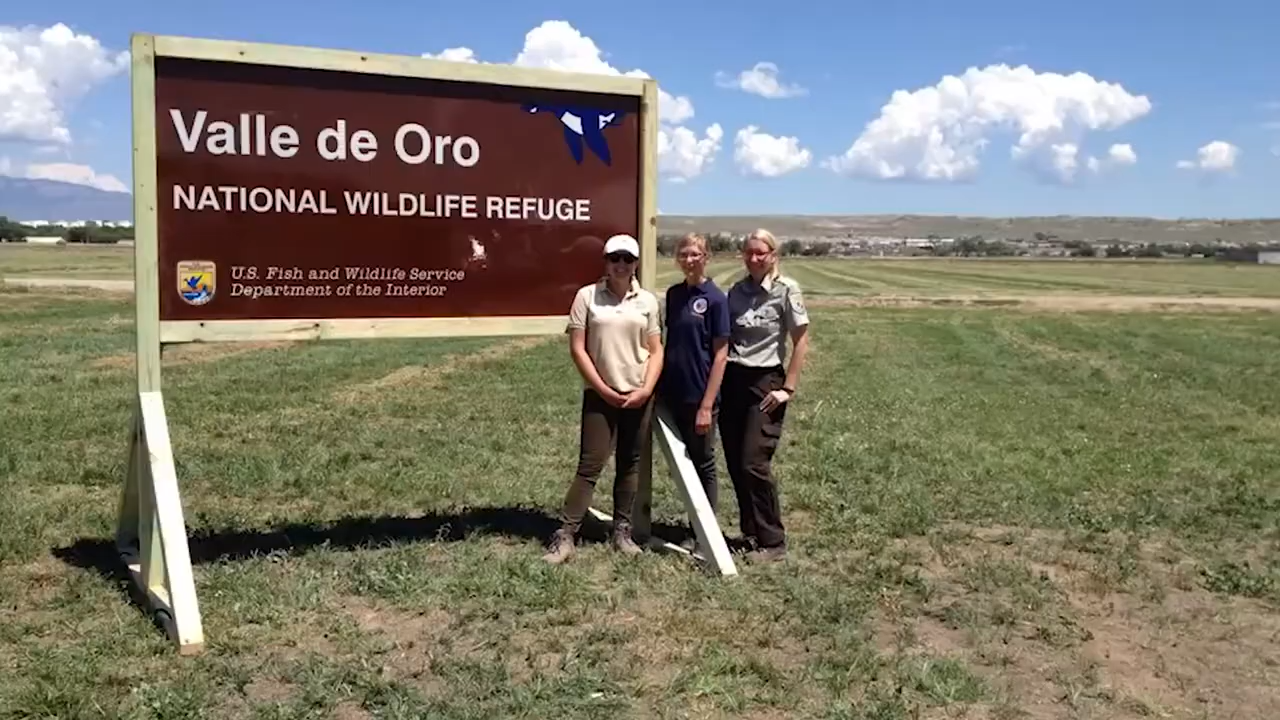 Valle de Oro
NATIONAL WILDLIFE REFUGE
U.S. Fish and Wildlife Service
Department of the Interior